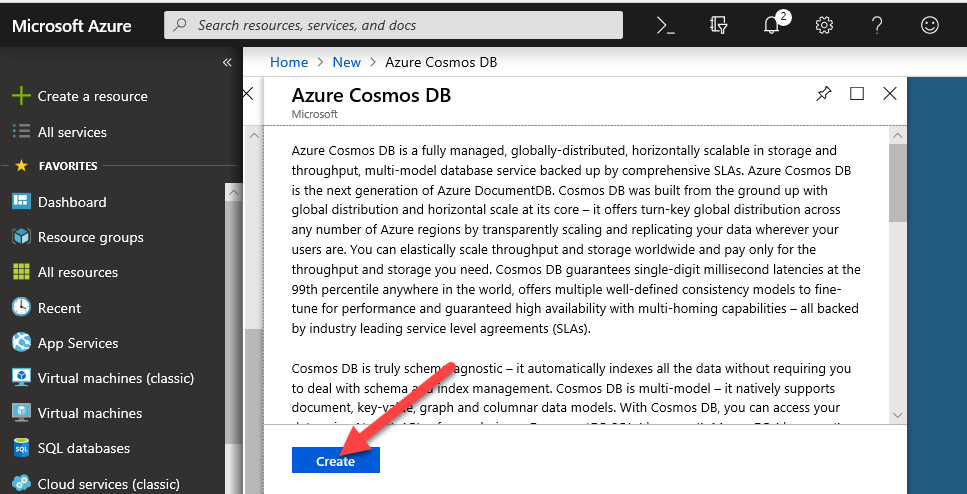 Microsoft Azure
Search resources, services, and docs
2
Home > New > Azure Cosmos DB
Create a resource
All services
FAVORITES
Dashboard
Resource groups
All resources
Recent
App Services
Virtual machines (classic)
Virtual machines
SQL databases
Cloud services (classic)
Azure Cosmos DB
Microsoft
Azure Cosmos DB is a fully managed, globally-distributed, horizontally scalable in storage and
throughput, multi-model database service backed up by comprehensive SLAs. Azure Cosmos DB
is the next generation of Azure DocumentDB. Cosmos DB was built from the ground up with
global distribution and horizontal scale at its core – it offers turn-key global distribution across
any number of Azure regions by transparently scaling and replicating your data wherever your
users are. You can elastically scale throughput and storage worldwide and pay only for the
throughput and storage you need. Cosmos DB guarantees single-digit millisecond latencies at the
99th percentile anywhere in the world, offers multiple well-defined consistency models to fine-
tune for performance and guaranteed high availability with multi-homing capabilities – all backed
by industry leading service level agreements (SLAs).
Cosmos DB is truly schema agnostic – it automatically indexes all the data without requiring you
to deal with schema and index management. Cosmos DB is multi-model – it natively supports
document, key-value, graph and columnar data models. With Cosmos DB, you can access your
Create